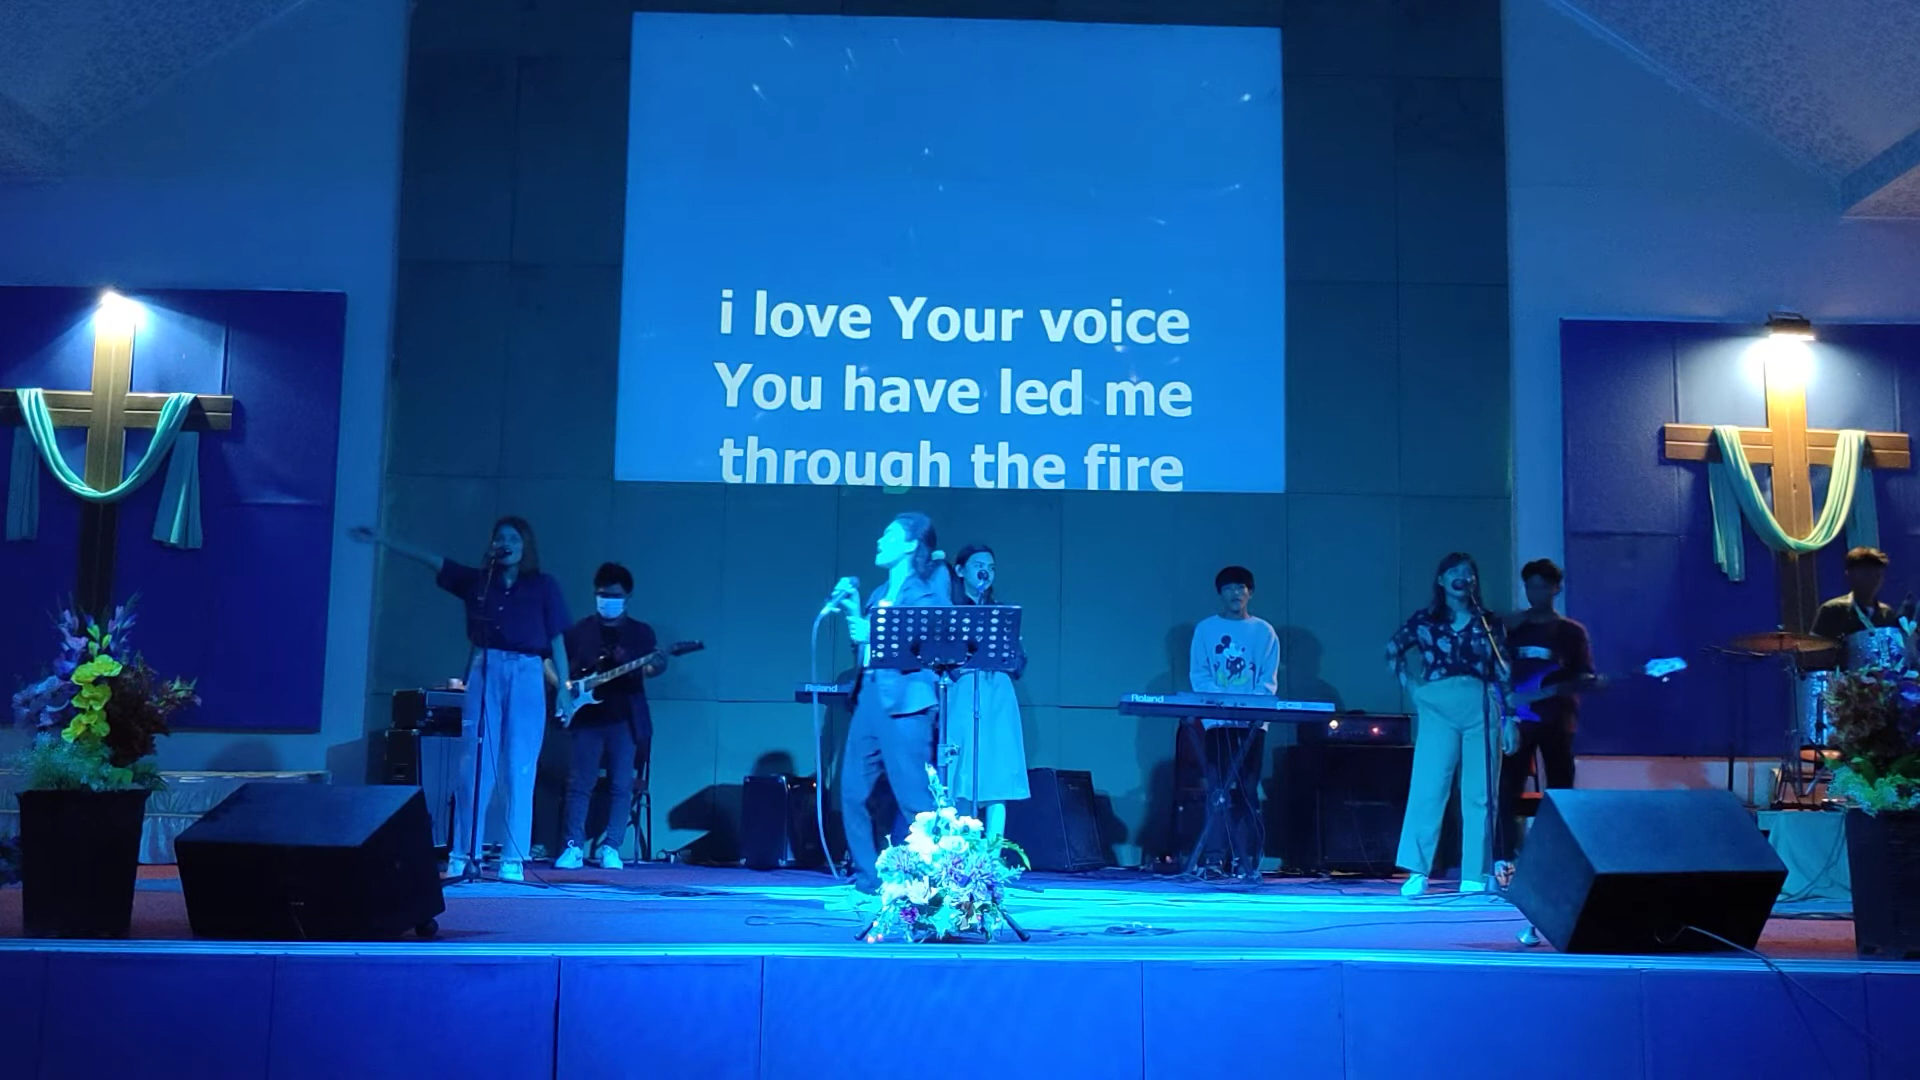 i love Your voice
You have led me
through the fire
Roland
Roland